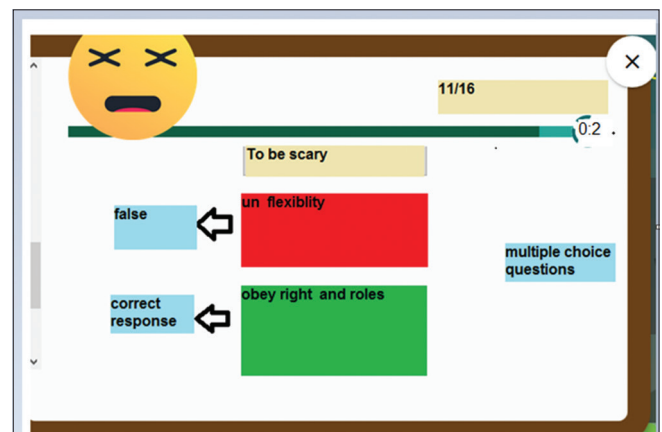 11/16
0:2
To be scary
un flexiblity
false
multiple choice
questions
obey right and roles
correct
response